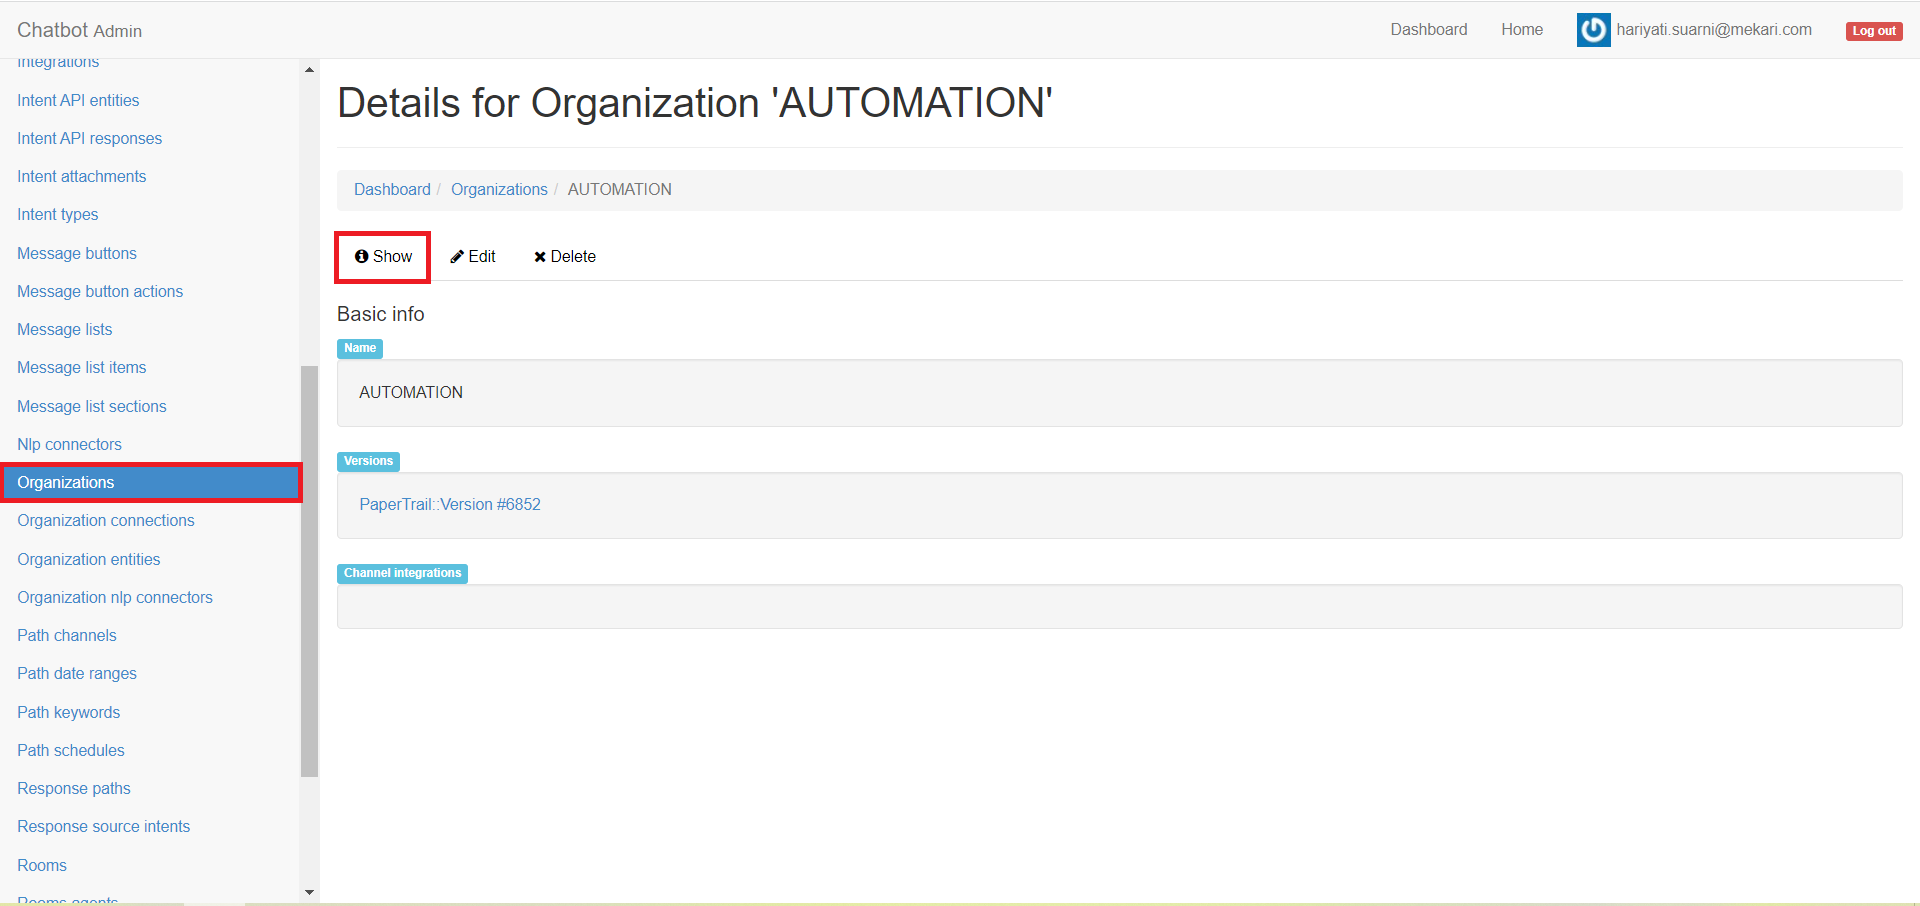 Chatbot Admin
Dashboard
Home
hariyati.suarni@mekari.com
Log out
Integrations
Intent API entities
Intent API responses
Intent attachments
Intent types
Message buttons
Message button actions
Message lists
Message list items
Message list sections
Nlp connectors
Organizations
Organization connections
Organization entities
Organization nlp connectors
Path channels
Path date ranges
Path keywords
Path schedules
Response paths
Response source intents
Rooms
Rooms agents
Details for Organization 'AUTOMATION'
Dashboard / Organizations / AUTOMATION
Show
Edit
Delete
Basic info
Name
AUTOMATION
Versions
PaperTrail::Version #6852
Channel integrations